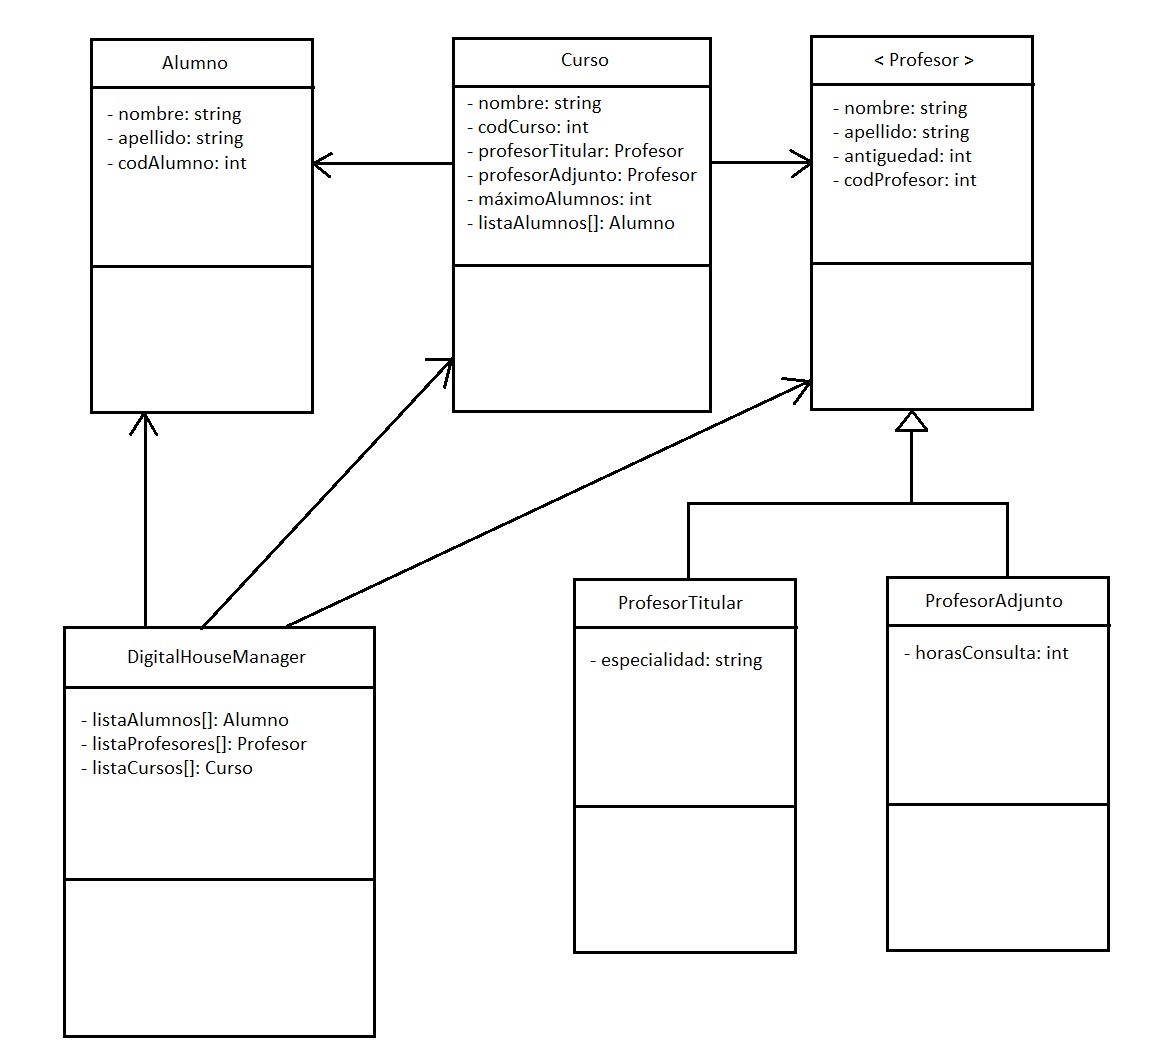 Alumno
- nombre: string
- apellido: string
- codAlumno: int
Curso
- nombre: string
- codCurso: int
- profesorTitular: Profesor
- profesorAdjunto: Profesor
- máximoAlumnos: int
- listaAlumnos[]: Alumno
< Profesor >
- nombre: string
- apellido: string
- antiguedad: int
- codProfesor: int
DigitalHouseManager
- listaAlumnos[]: Alumno
- listaProfesores[]: Profesor
- listaCursos[]: Curso
ProfesorTitular
- especialidad: string
ProfesorAdjunto
- horasConsulta: int